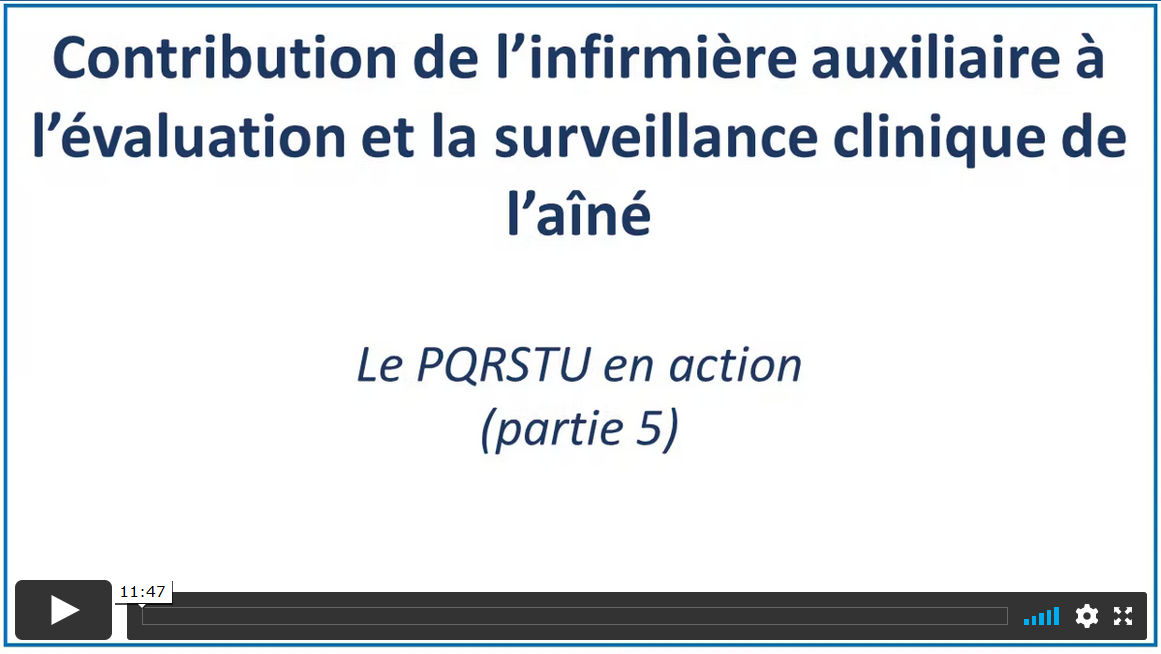 Contribution de l’infirmière auxiliaire à
l’évaluation et la surveillance clinique de
l’aîné
Le PQRSTU en action
(partie 5)
11:47